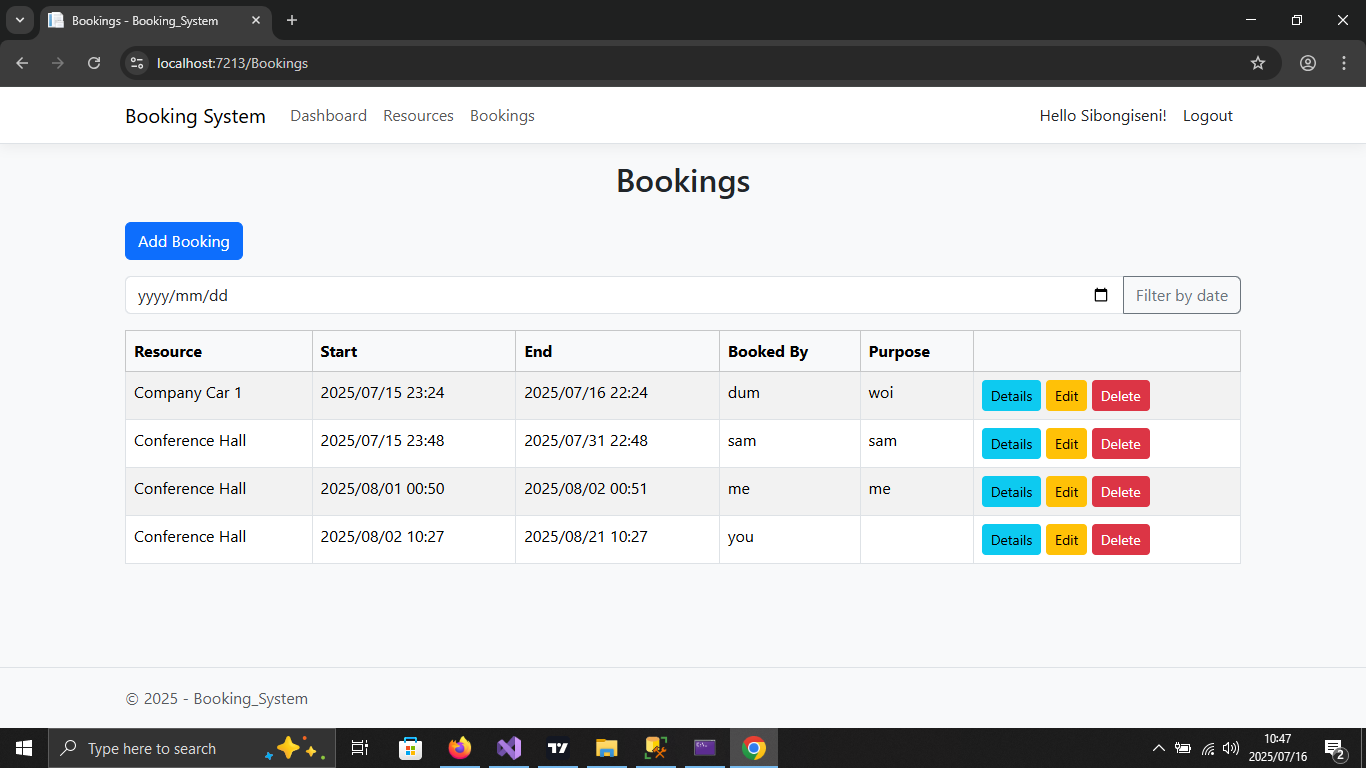 Bookings - Booking_System
localhost:7213/Bookings
Booking System Dashboard Resources Bookings Hello Sibongiseni! Logout
Bookings
Add Booking
yyyy/mm/dd Filter by date
Resource Start End Booked By Purpose
Company Car 1 2025/07/15 23:24 2025/07/16 22:24 dum woi Details Edit Delete
Conference Hall 2025/07/15 23:48 2025/07/31 22:48 sam sam Details Edit Delete
Conference Hall 2025/08/01 00:50 2025/08/02 00:51 me me Details Edit Delete
Conference Hall 2025/08/02 10:27 2025/08/21 10:27 you Details Edit Delete
© 2025 - Booking_System
Type here to search
10:47
2025/07/16
2